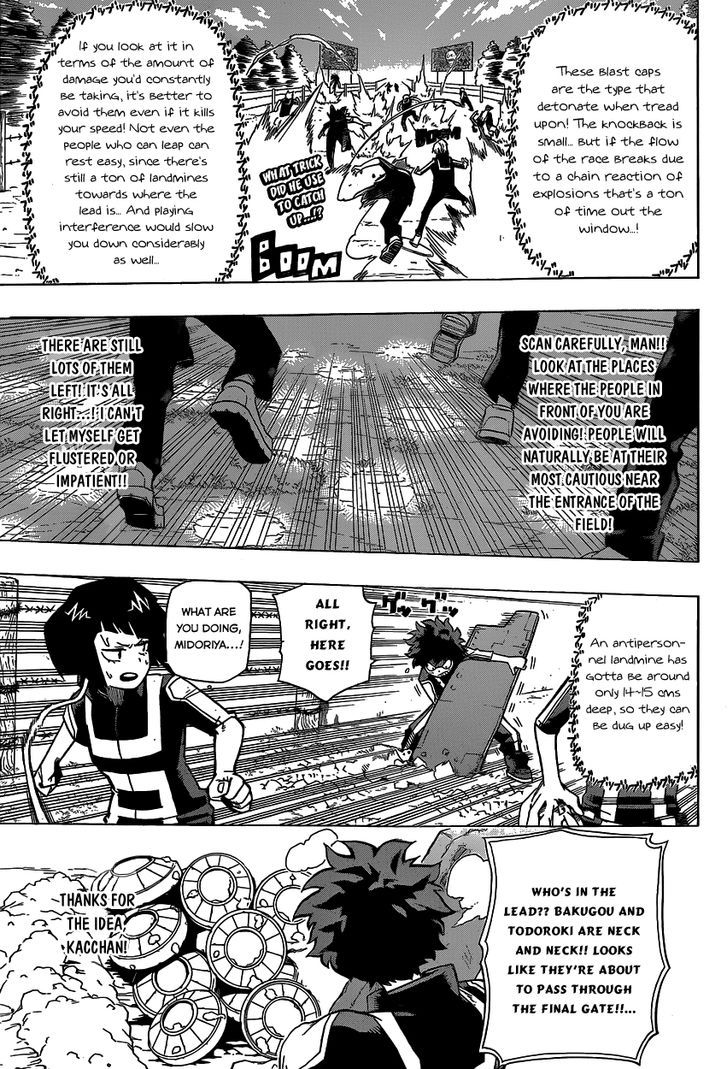 These blast caps
are the type that
detonate when tread
upon! The knockback is
small... But if the flow
of the race breaks due
to a chain reaction of
explosions that's a ton
of time out the
window...!
BOOM
WHAT TRICK
DID HE USE
TO CATCH
UP...!?
BOOM
If you look at it in
terms of the amount of
damage you'd constantly
be taking, it's better to
avoid them even if it kills
your speed! Not even the
people who can leap can
rest easy, since there's
still a ton of landmines
towards where the
lead is... And playing
interference would slow
you down considerably
as well...
SCAN CAREFULLY, MAN!!
LOOK AT THE PLACES
WHERE THE PEOPLE IN
FRONT OF YOU ARE
AVOIDING! PEOPLE WILL
NATURALLY BE AT THEIR
MOST CAUTIOUS NEAR
THE ENTRANCE OF THE
FIELD!
THERE ARE STILL
LOTS OF THEM
LEFT! IT'S ALL
RIGHT...! I CAN'T
LET MYSELF GET
FLUSTERED OR
IMPATIENT!!
An antiperson-
nel landmine has
gotta be around
only 14~15 cms
deep, so they can
be dug up easy!
グッグッ
ALL
RIGHT,
HERE
GOES!!
WHAT ARE
YOU DOING,
MIDORIYA...!
WHO'S IN THE
LEAD?? BAKUGOU AND
TODOROKI ARE NECK
AND NECK!! LOOKS
LIKE THEY'RE ABOUT
TO PASS THROUGH
THE FINAL GATE!!...
THANKS FOR
THE IDEA,
KACCHAN!